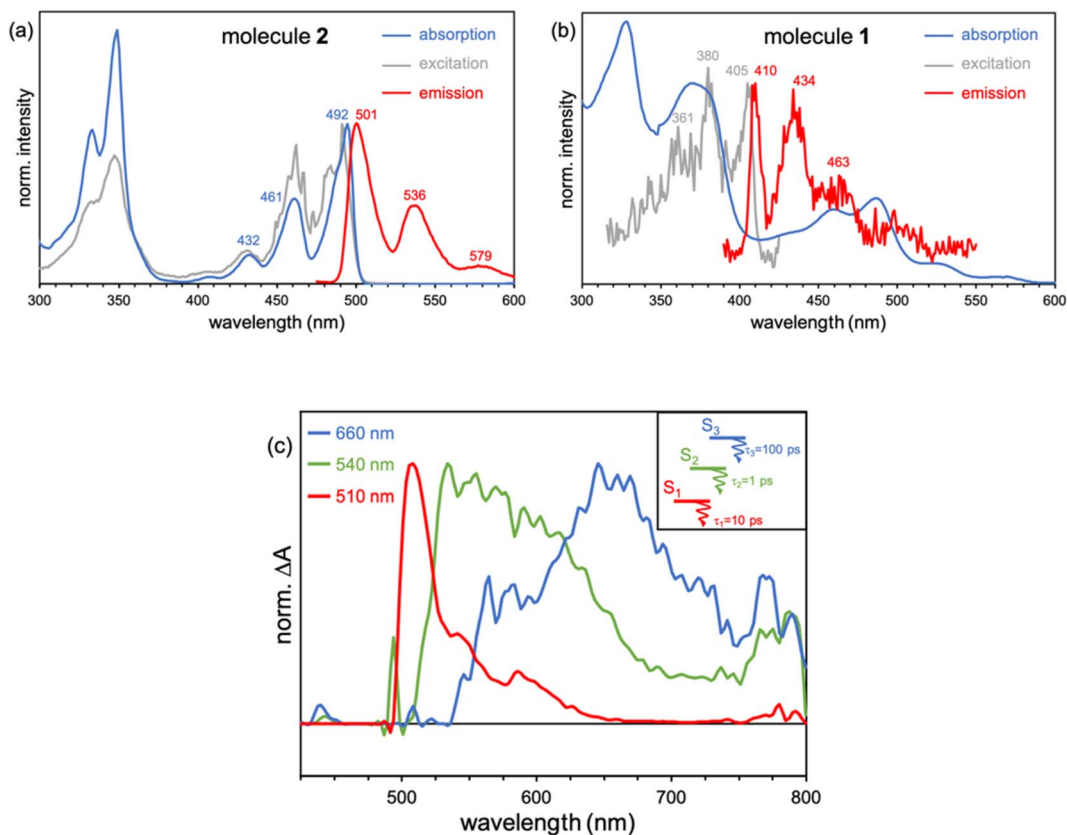 (a)
molecule 2
absorption
excitation
emission
norm. intensity
432
461
492
501
536
579
300
350
400
450
500
550
600
wavelength (nm)
(b)
molecule 1
absorption
excitation
emission
norm. intensity
361
380
405
410
434
463
300
350
400
450
500
550
600
wavelength (nm)
(c)
660 nm
540 nm
510 nm
S3
τ3=100 ps
S2
τ2=1 ps
S1
τ1=10 ps
norm. ΔA
500
600
700
800
wavelength (nm)